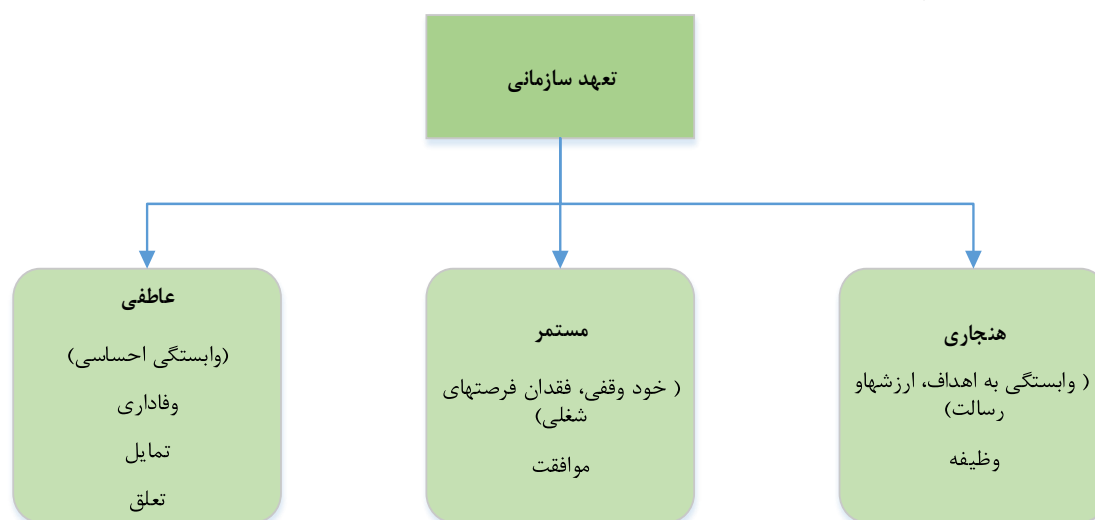 تعهد سازمانی
هنجاری
( وابستگی به اهداف، ارزشهاو
رسالت)
وظیفه
مستمر
( خود وقفی، فقدان فرصتهای
شغلی)
موافقت
عاطفی
(وابستگی احساسی)
وفاداری
تمایل
تعلق